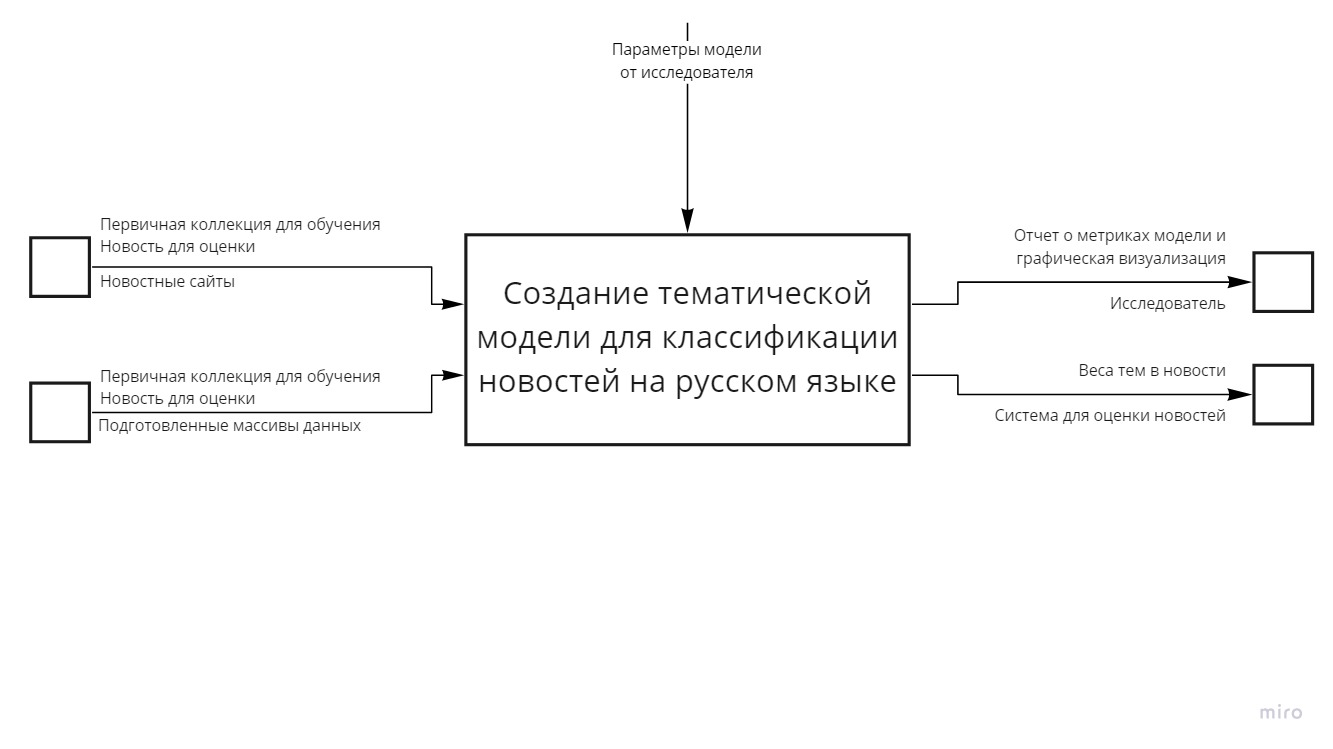 Параметры модели
от исследователя
Первичная коллекция для обучения
Новость для оценки
Новостные сайты
Первичная коллекция для обучения
Новость для оценки
Подготовленные массивы данных
Создание тематической
модели для классификации
новостей на русском языке
Отчет о метриках модели и
графическая визуализация
Исследователь
Веса тем в новости
Система для оценки новостей
miro